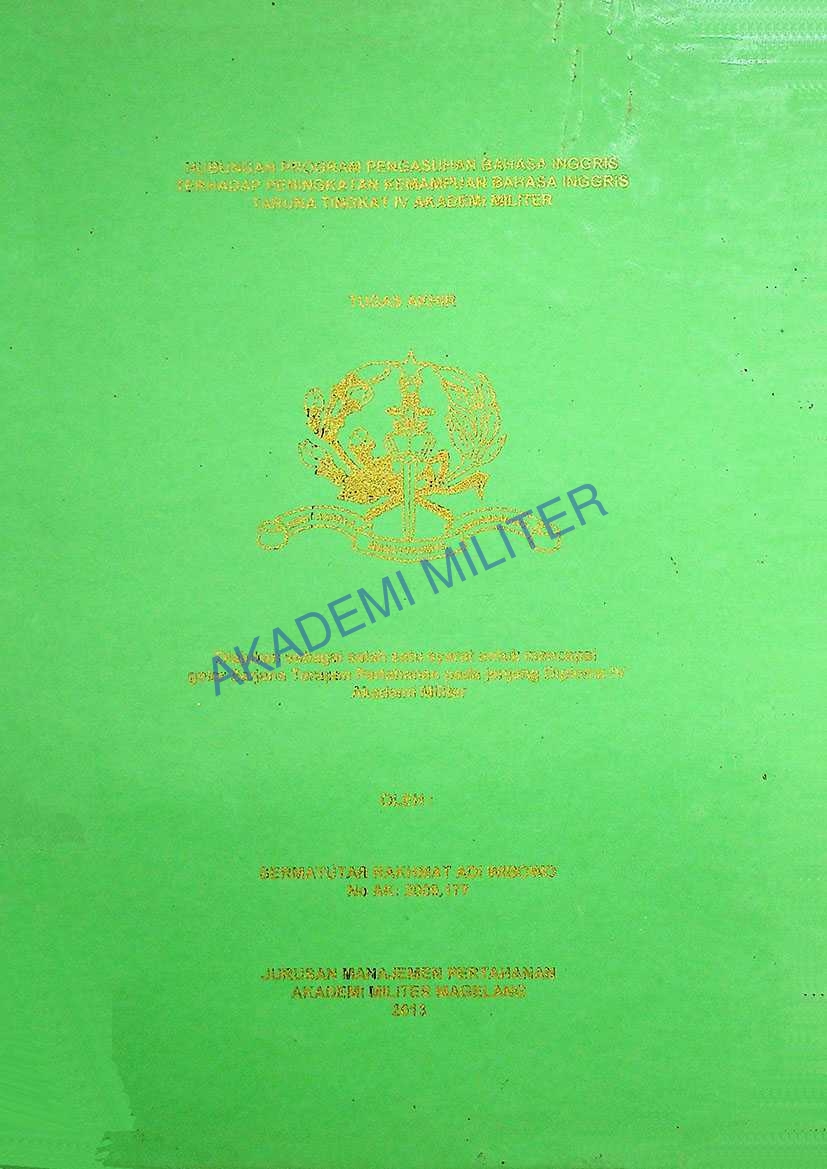 HUBUNGAN PROGRAM PENGASUHAN BAHASA INGGRIS
TERHADAP PENINGKATAN KEMAMPUAN BAHASA INGGRIS
TARUNA TINGKAT IV AKADEMI MILITER
TUGAS AKHIR
AKADEMI MILITER
Diajukan sebagai salah satu syarat untuk mencapai
gelar Sarjana Terapan Pertahanan pada jenjang Diploma IV
Akademi Militer
OLEH :
SERMATUTAR RAKHMAT ADI WIBOWO
No AK: 2009.177
JURUSAN MANAJEMEN PERTAHANAN
AKADEMI MILITER MAGELANG
2013